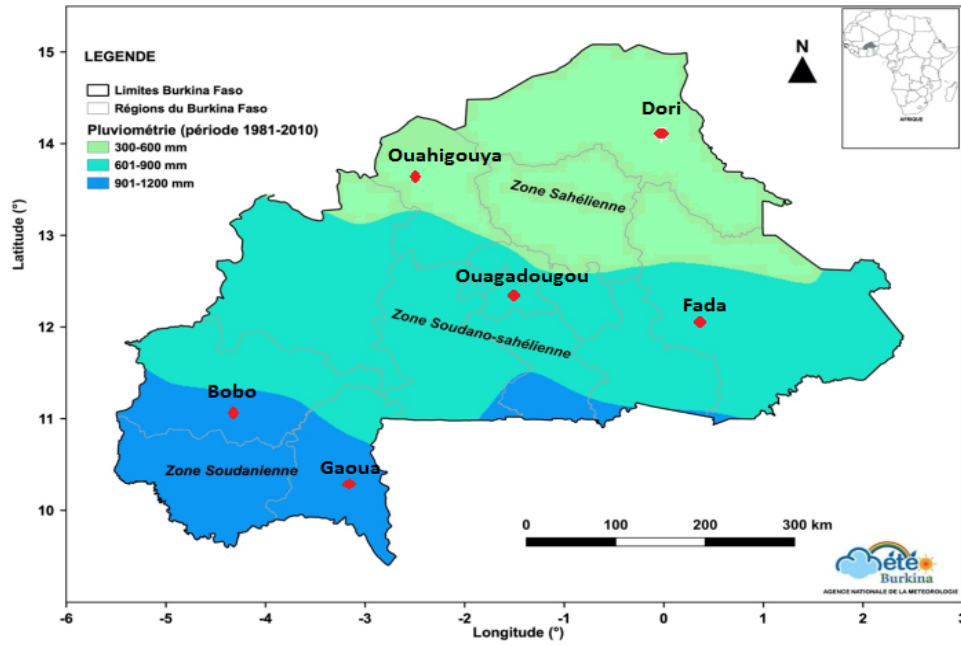 LEGENDE
Limites Burkina Faso
Régions du Burkina Faso
Pluviométrie (période 1981-2010)
300-600 mm
601-900 mm
901-1200 mm
N
AFRIQUE
Dori
Ouahigouya
Zone Sahélienne
Ouagadougou
Fada
Zone Soudano-sahélienne
Bobo
Gaoua
Zone Soudanienne
0 100 200 300 km
été
Burkina
AGENCE NATIONALE DE LA METEOROLOGIE
Latitude (°)
15
14
13
12
11
10
-6 -5 -4 -3 -2 -1 0 1 2 3
Longitude (°)